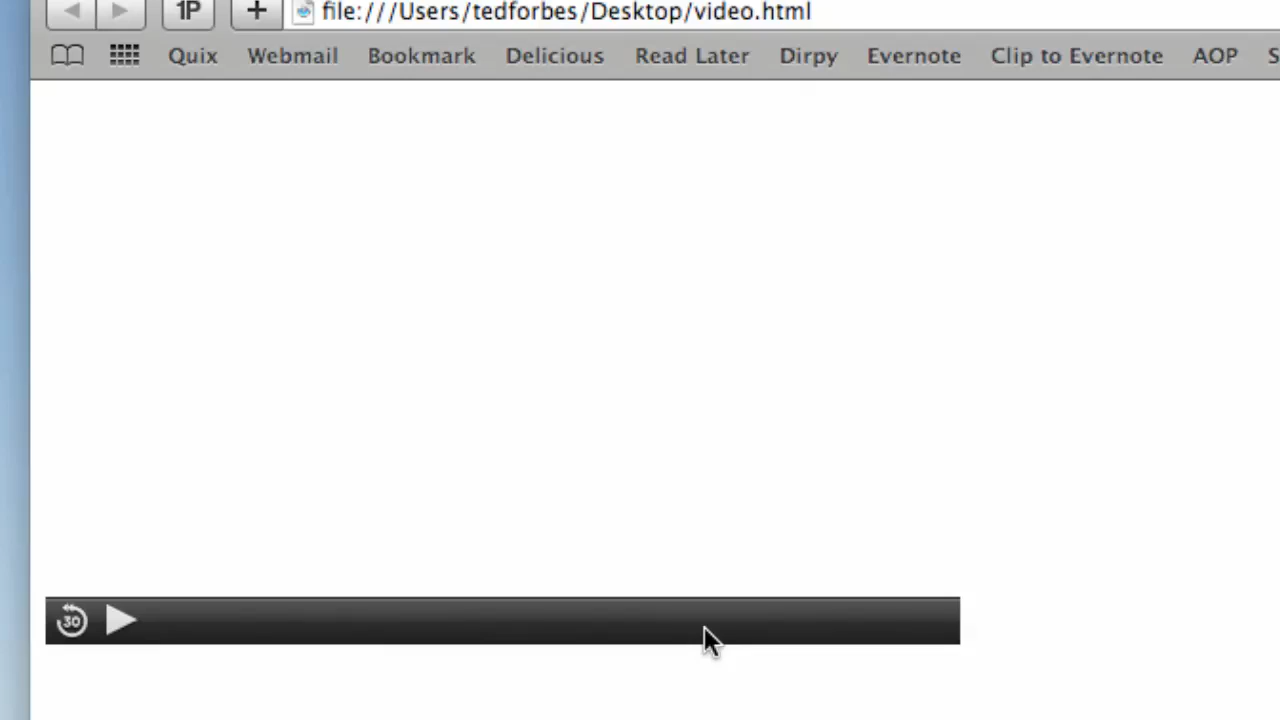 1P + file:///Users/tedforbes/Desktop/video.html
Quix Webmail Bookmark Delicious Read Later Dirpy Evernote Clip to Evernote AOP S
30